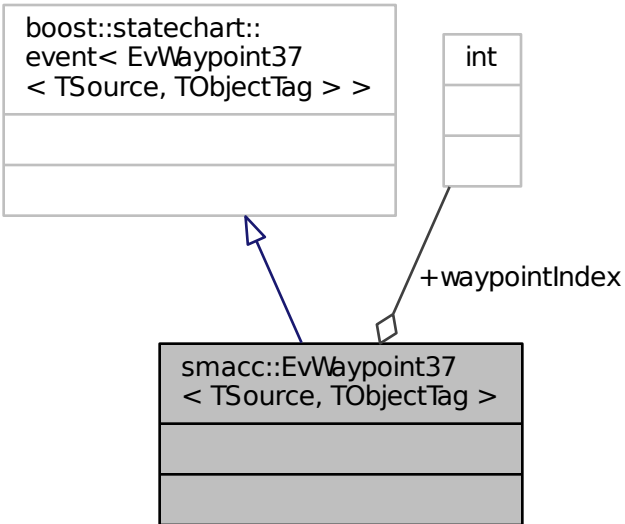 boost::statechart::
event< EvWaypoint37
< TSource, TObjectTag > >
int
+waypointIndex
smacc::EvWaypoint37
< TSource, TObjectTag >